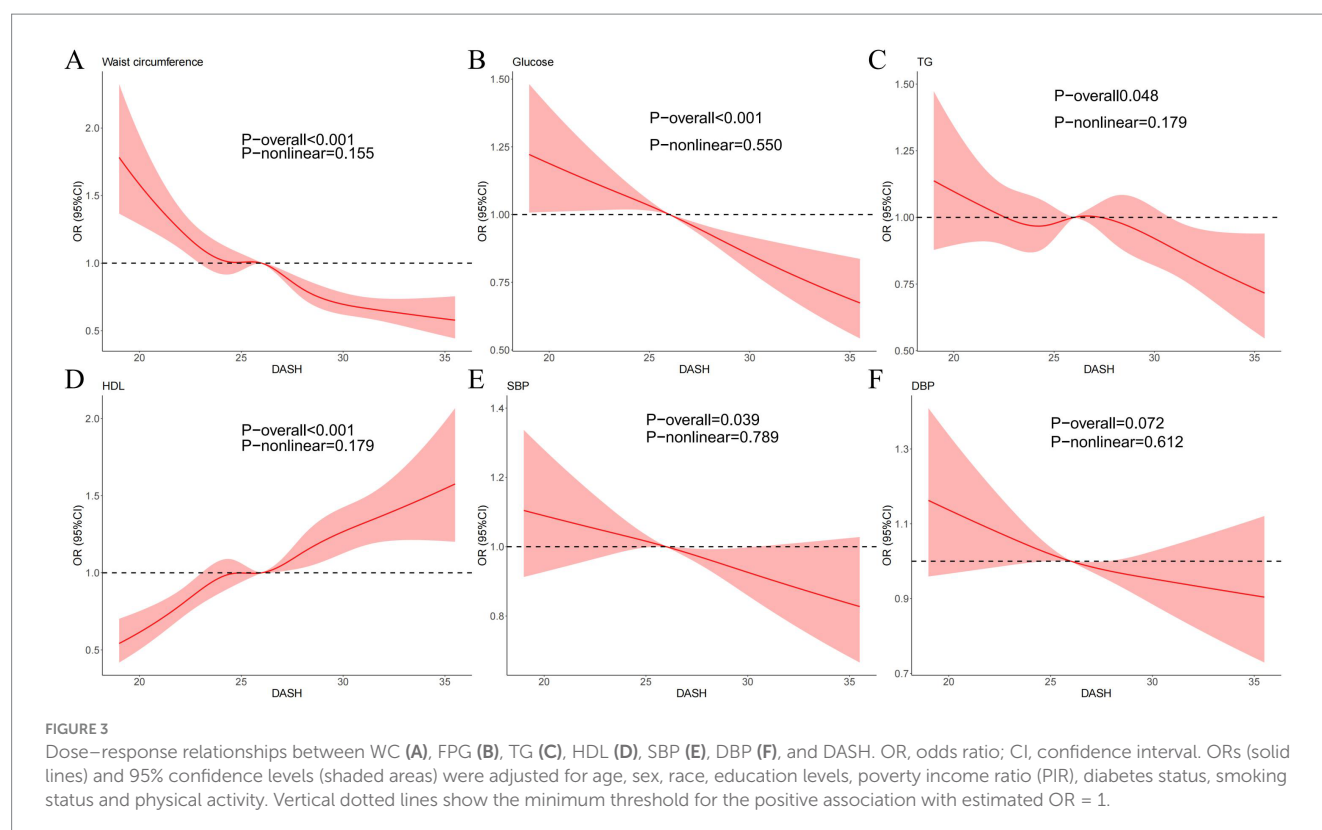 A
Waist circumference
P−overall<0.001
P−nonlinear=0.155
OR (95%CI)
2.0
1.5
1.0
0.5
20
25
30
35
DASH
B
Glucose
P−overall<0.001
P−nonlinear=0.550
OR (95%CI)
1.50
1.25
1.00
0.75
0.50
20
25
30
35
DASH
C
TG
P−overall0.048
P−nonlinear=0.179
OR (95%CI)
1.50
1.25
1.00
0.75
0.50
20
25
30
35
DASH
D
HDL
P−overall<0.001
P−nonlinear=0.179
OR (95%CI)
2.0
1.5
1.0
0.5
20
25
30
35
DASH
E
SBP
P−overall=0.039
P−nonlinear=0.789
OR (95%CI)
1.4
1.2
1.0
0.8
20
25
30
35
DASH
F
DBP
P−overall=0.072
P−nonlinear=0.612
OR (95%CI)
1.3
1.1
0.9
0.7
20
25
30
35
DASH
FIGURE 3
Dose–response relationships between WC (A), FPG (B), TG (C), HDL (D), SBP (E), DBP (F), and DASH. OR, odds ratio; CI, confidence interval. ORs (solid
lines) and 95% confidence levels (shaded areas) were adjusted for age, sex, race, education levels, poverty income ratio (PIR), diabetes status, smoking
status and physical activity. Vertical dotted lines show the minimum threshold for the positive association with estimated OR = 1.